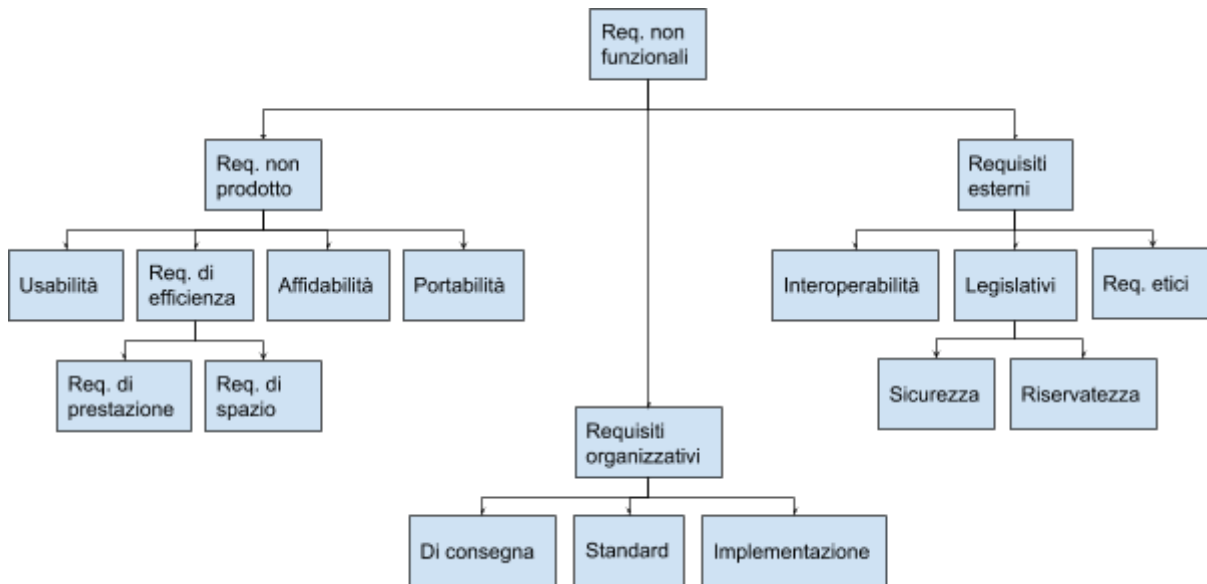 Req. non
funzionali
Req. non
prodotto
Requisiti
esterni
Usabilità
Req. di
efficienza
Affidabilità
Portabilità
Interoperabilità
Legislativi
Req. etici
Req. di
prestazione
Req. di
spazio
Sicurezza
Riservatezza
Requisiti
organizzativi
Di consegna
Standard
Implementazione